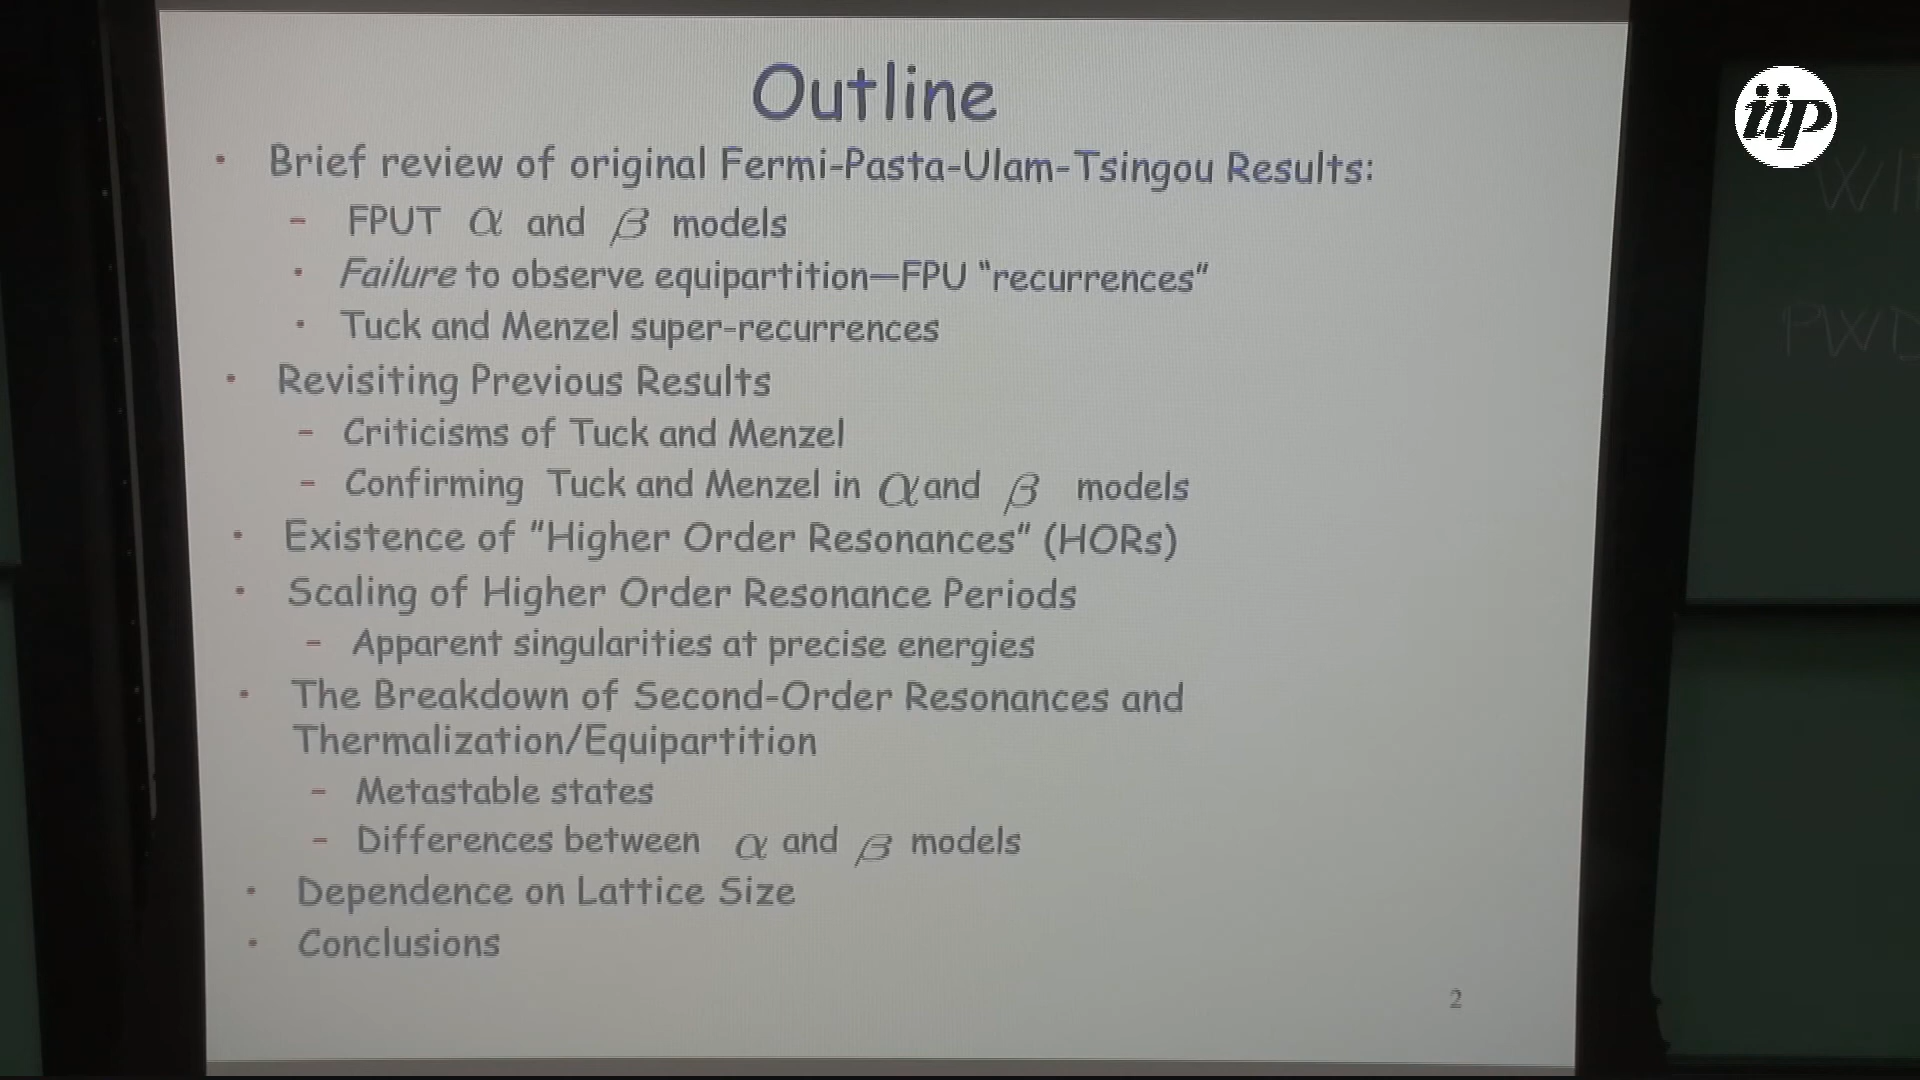 Outline
• Brief review of original Fermi-Pasta-Ulam-Tsingou Results:
– FPUT α and β models
• Failure to observe equipartition—FPU “recurrences”
• Tuck and Menzel super-recurrences
• Revisiting Previous Results
– Criticisms of Tuck and Menzel
– Confirming Tuck and Menzel in α and β models
• Existence of "Higher Order Resonances" (HORs)
• Scaling of Higher Order Resonance Periods
– Apparent singularities at precise energies
• The Breakdown of Second-Order Resonances and
Thermalization/Equipartition
– Metastable states
– Differences between α and β models
• Dependence on Lattice Size
• Conclusions
2
iip